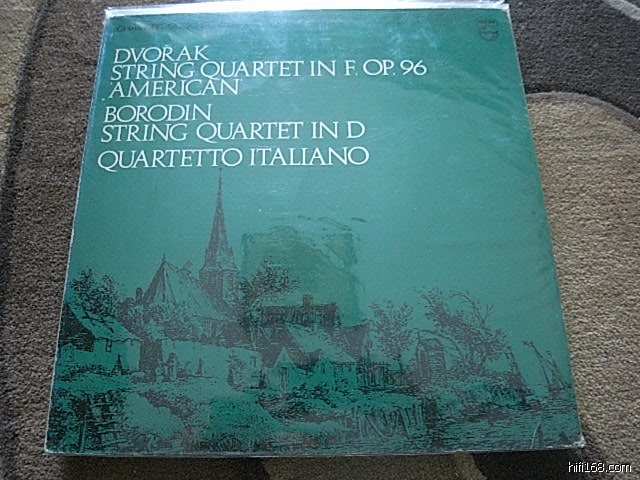 DVORAK
STRING QUARTET IN F, OP. 96
AMERICAN
BORODIN
STRING QUARTET IN D
QUARTETTO ITALIANO
hifi168.com